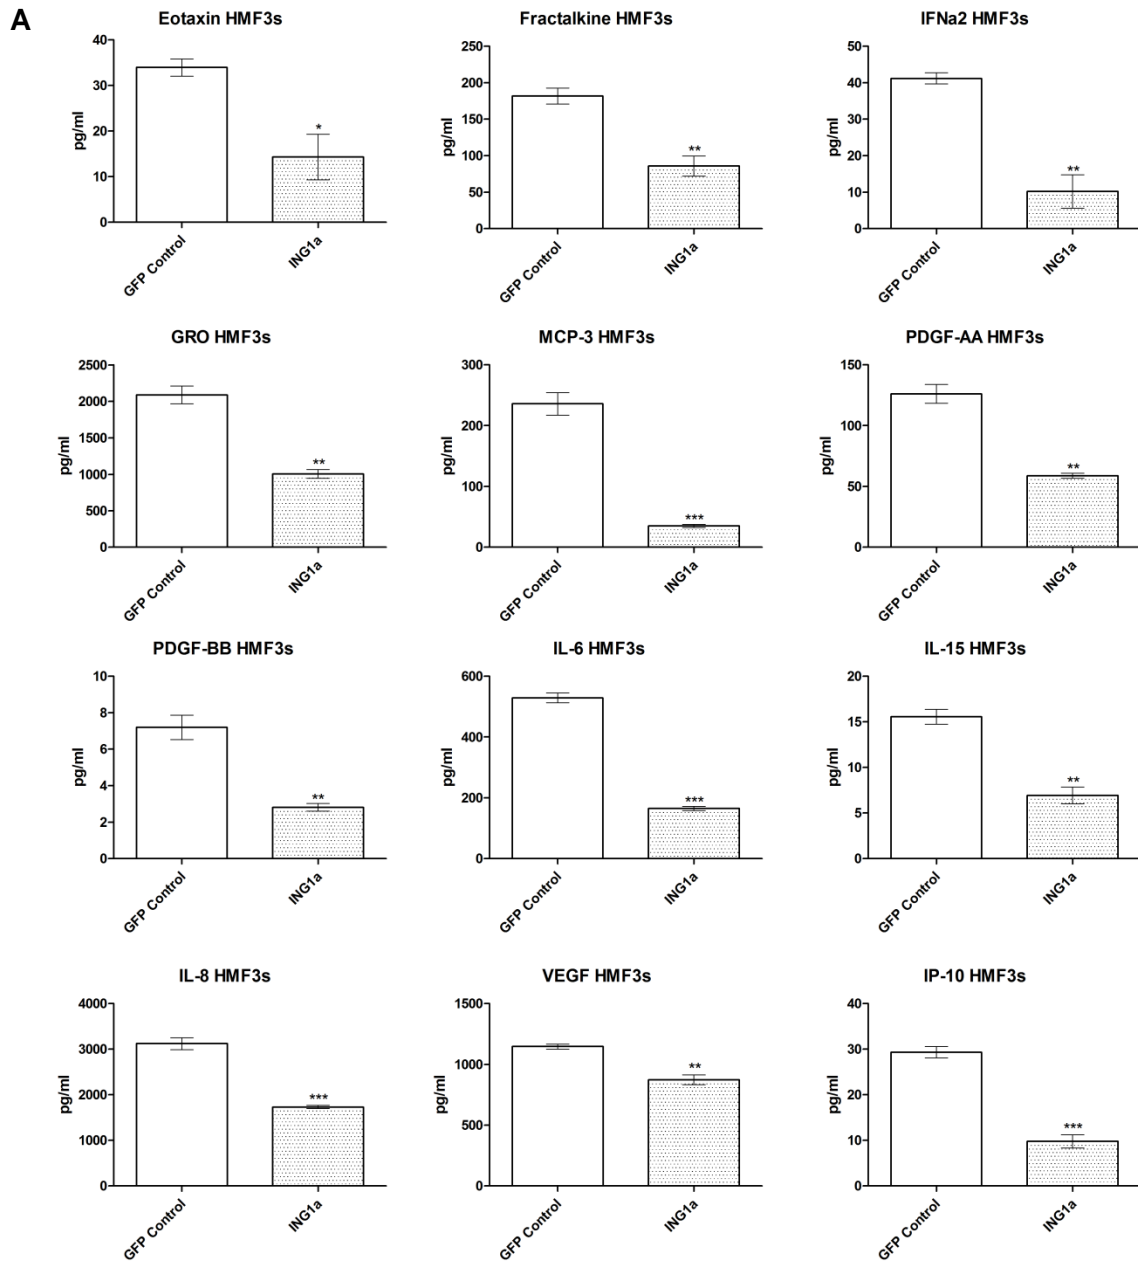 A
Eotaxin HMF3s
Fractalkine HMF3s
IFNa2 HMF3s
pg/ml
40
30
20
10
0
*
GFP Control
ING1a
pg/ml
250
200
150
100
50
0
**
GFP Control
ING1a
pg/ml
50
40
30
20
10
0
**
GFP Control
ING1a
GRO HMF3s
MCP-3 HMF3s
PDGF-AA HMF3s
pg/ml
2500
2000
1500
1000
500
0
**
GFP Control
ING1a
pg/ml
300
200
100
0
***
GFP Control
ING1a
pg/ml
150
100
50
0
**
GFP Control
ING1a
PDGF-BB HMF3s
IL-6 HMF3s
IL-15 HMF3s
pg/ml
8
6
4
2
0
**
GFP Control
ING1a
pg/ml
600
400
200
0
***
GFP Control
ING1a
pg/ml
20
15
10
5
0
**
GFP Control
ING1a
IL-8 HMF3s
VEGF HMF3s
IP-10 HMF3s
pg/ml
4000
3000
2000
1000
0
***
GFP Control
ING1a
pg/ml
1500
1000
500
0
**
GFP Control
ING1a
pg/ml
40
30
20
10
0
***
GFP Control
ING1a